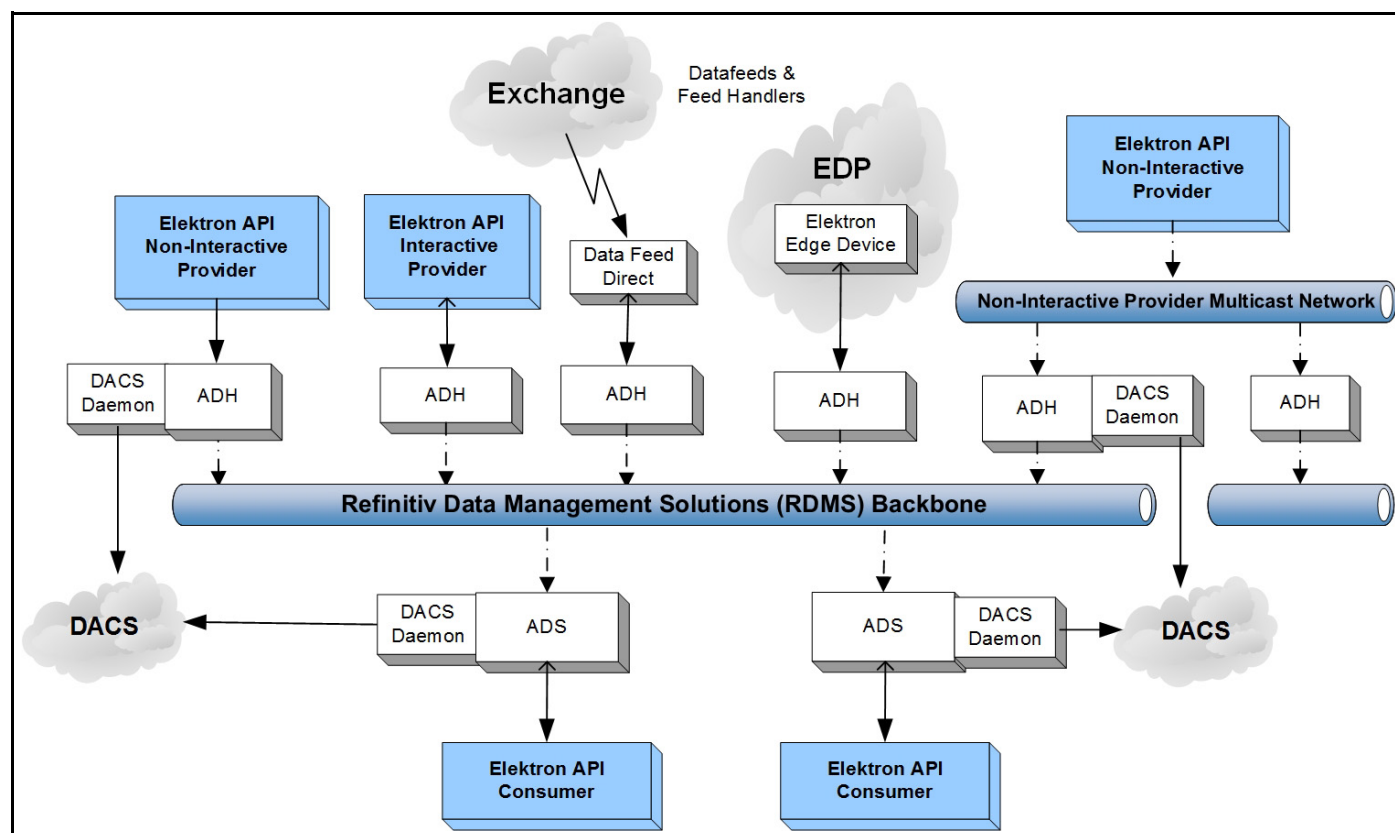 Exchange
Datafeeds &
Feed Handlers
Elektron API
Non-Interactive
Provider
EDP
Elektron API
Non-Interactive
Provider
Elektron API
Interactive
Provider
Data Feed
Direct
Elektron
Edge Device
Non-Interactive Provider Multicast Network
DACS
Daemon
ADH
ADH
ADH
ADH
ADH
DACS
Daemon
ADH
Refinitiv Data Management Solutions (RDMS) Backbone
DACS
DACS
Daemon
ADS
ADS
DACS
Daemon
DACS
Elektron API
Consumer
Elektron API
Consumer